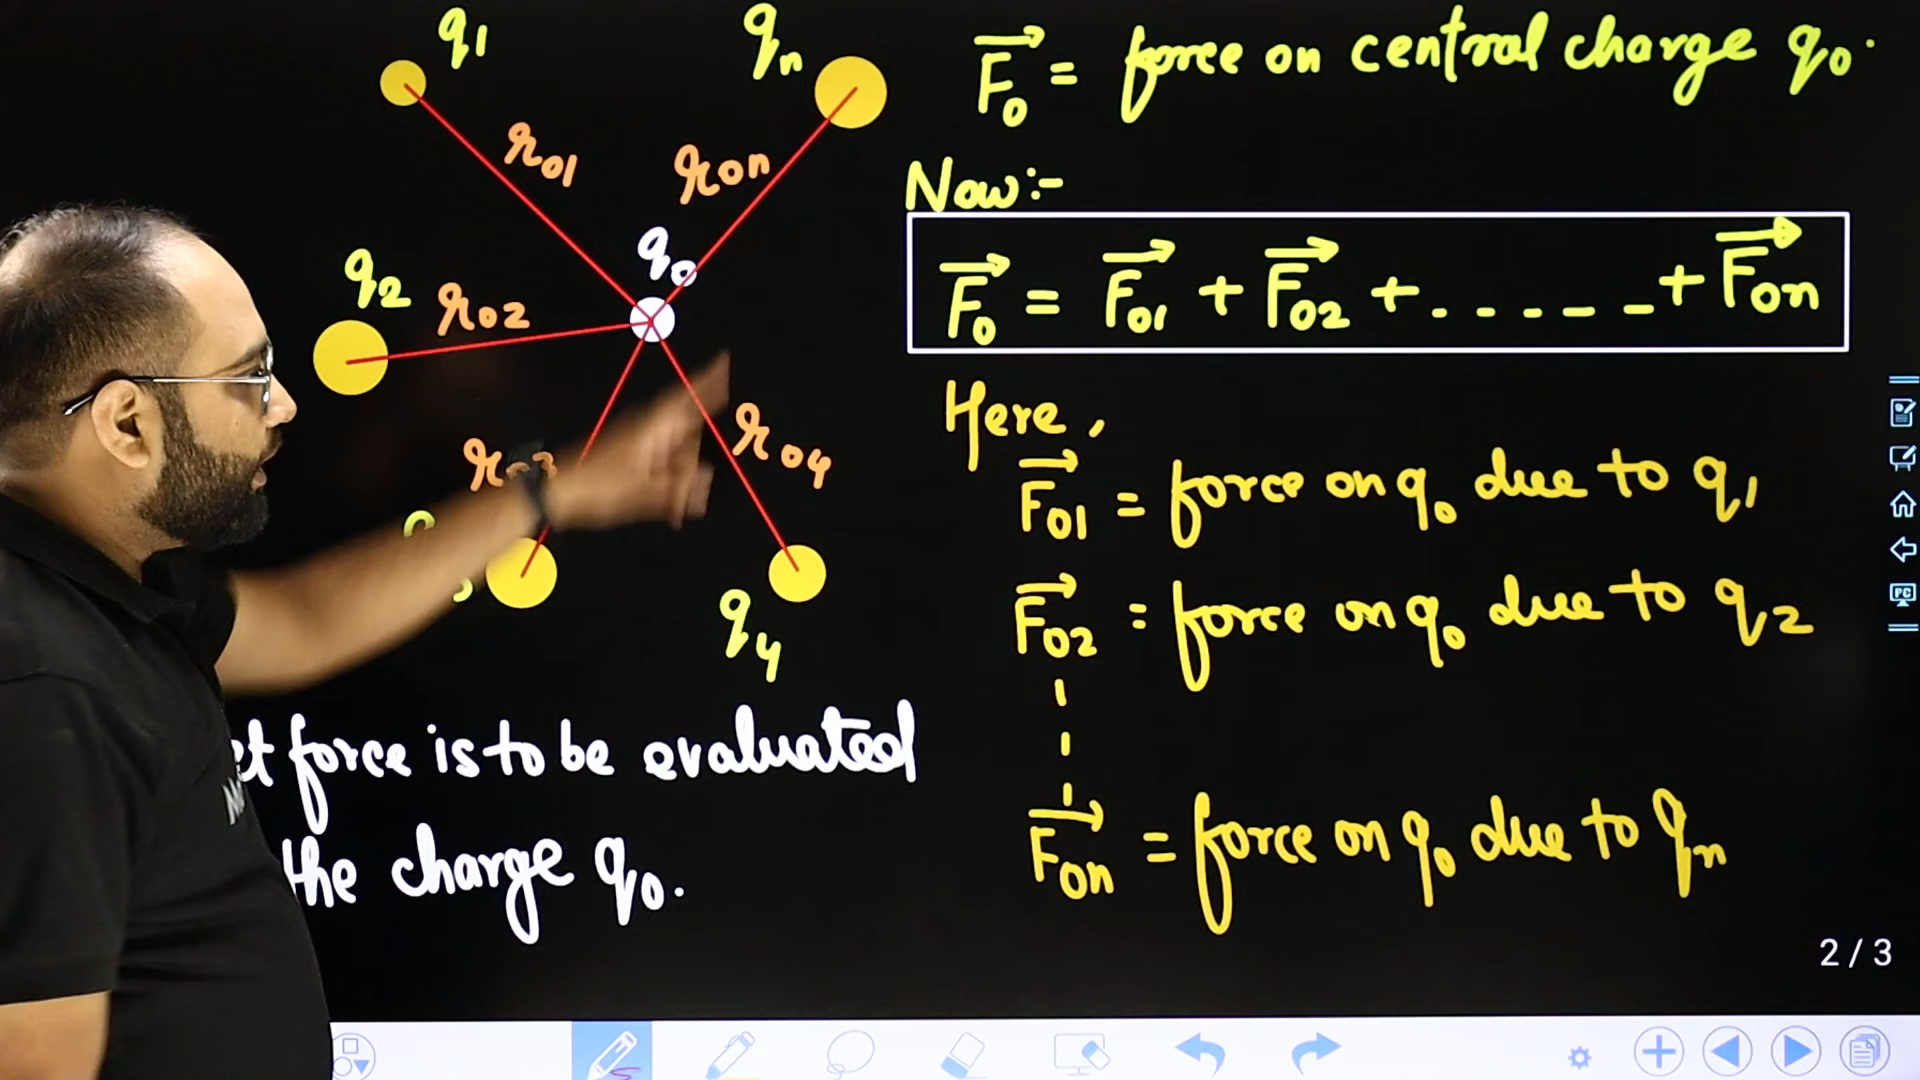 q1
qn
r01
r0n
q0
q2
r02
r04
q4
et force is to be evaluated
the charge q0.
F0 = force on central charge q0.
Now:-
F0 = F01 + F02 + . - - - - - + F0n
Here,
F01 = force on q0 due to q1
F02 = force on q0 due to q2
F0n = force on q0 due to qn
2 / 3
PC